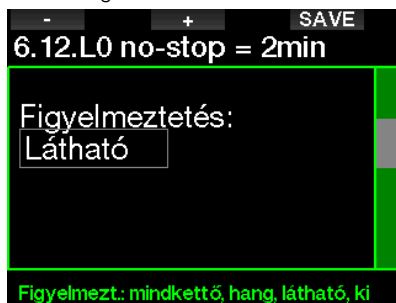 - + SAVE
6.12.L0 no-stop = 2min
Figyelmeztetés:
Látható
Figyelmezt.: mindkettő, hang, látható, ki